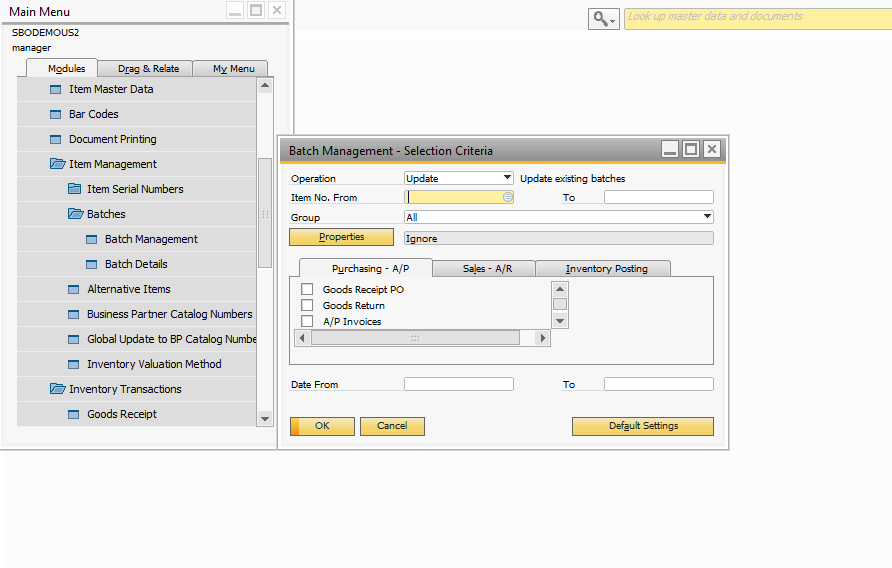 Main Menu
SBODEMOUS2
manager
Modules
Drag & Relate
My Menu
Item Master Data
Bar Codes
Document Printing
Item Management
Item Serial Numbers
Batches
Batch Management
Batch Details
Alternative Items
Business Partner Catalog Numbers
Global Update to BP Catalog Numbe
Inventory Valuation Method
Inventory Transactions
Goods Receipt
Look up master data and documents
Batch Management - Selection Criteria
Operation Update Update existing batches
Item No. From To
Group All
Properties Ignore
Purchasing - A/P Sales - A/R Inventory Posting
Goods Receipt PO
Goods Return
A/P Invoices
Date From To
OK Cancel Default Settings